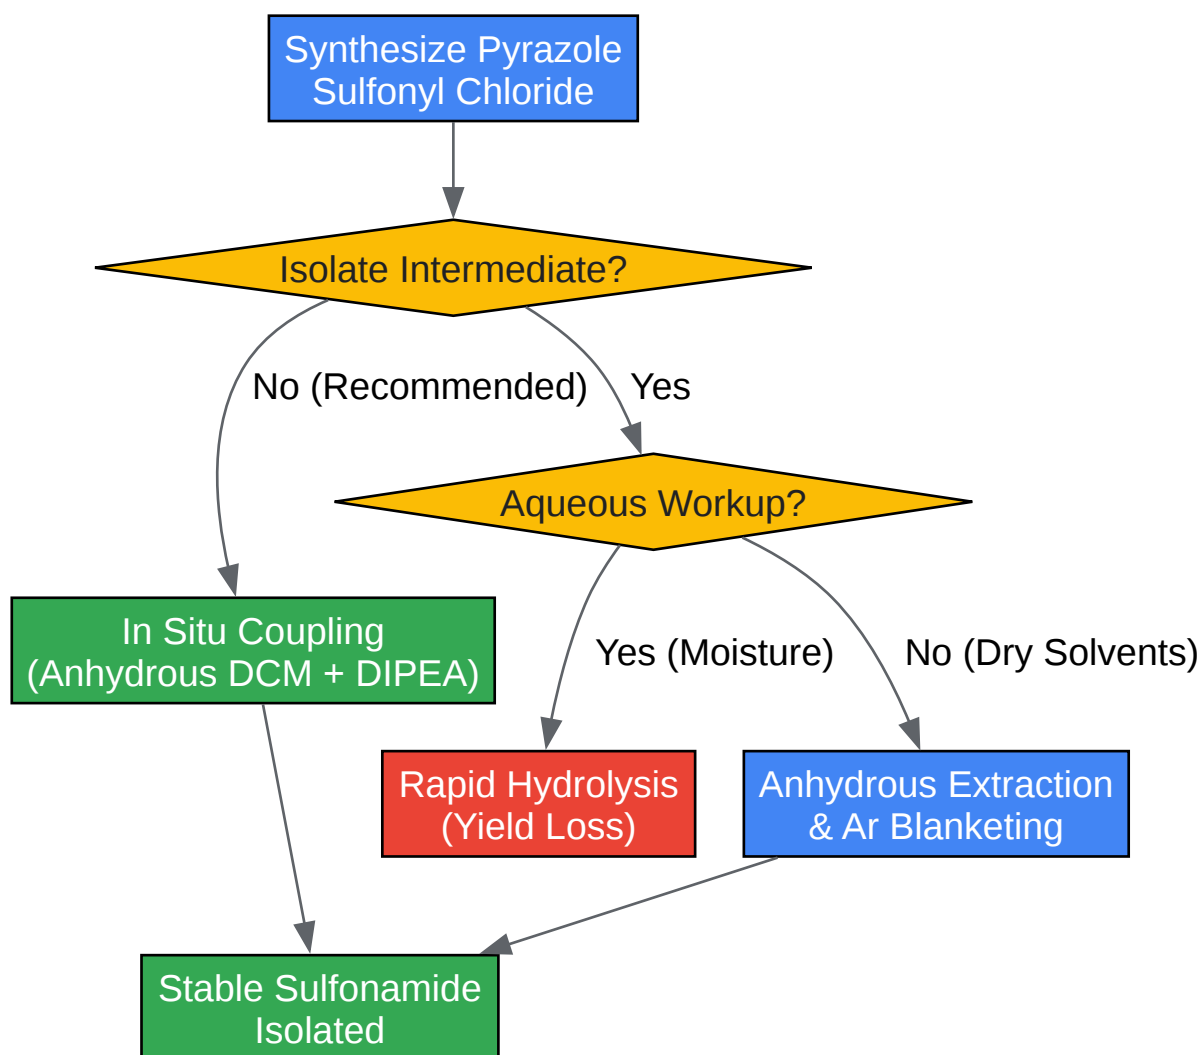 Synthesize Pyrazole
Sulfonyl Chloride
Isolate Intermediate?
No (Recommended)
Yes
Aqueous Workup?
In Situ Coupling
(Anhydrous DCM + DIPEA)
Yes (Moisture)
No (Dry Solvents)
Rapid Hydrolysis
(Yield Loss)
Anhydrous Extraction
& Ar Blanketing
Stable Sulfonamide
Isolated